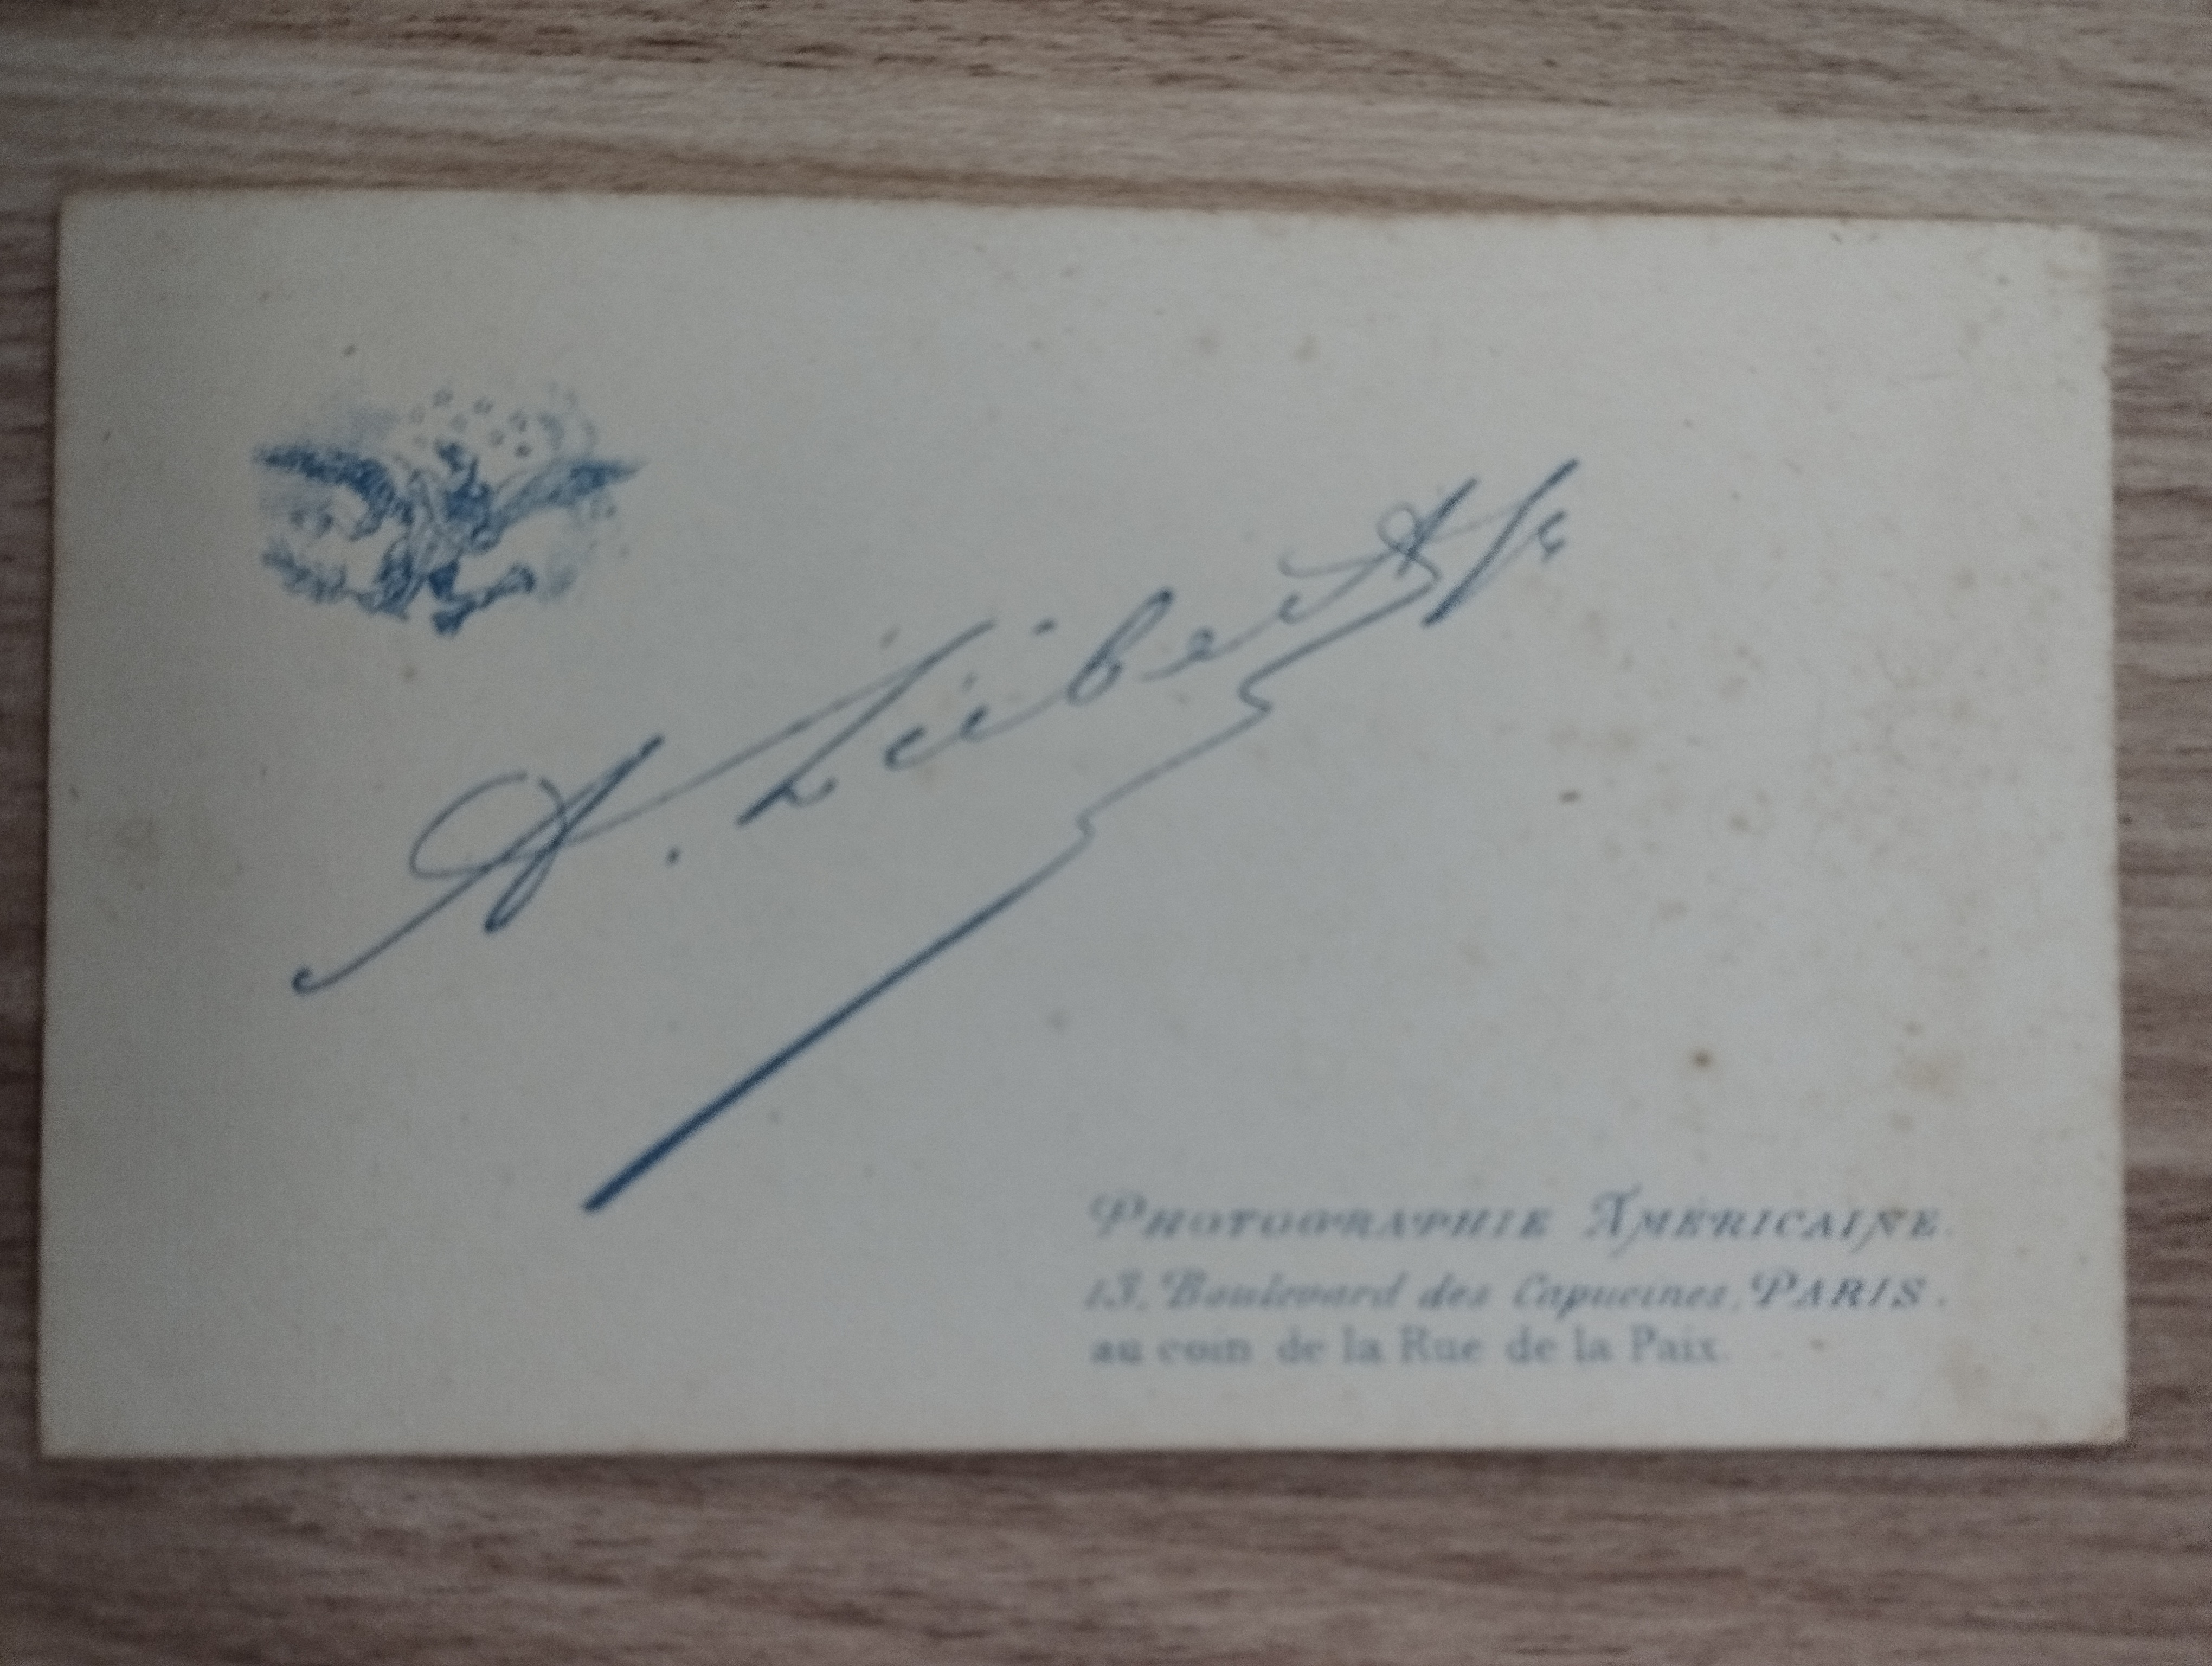 A. Liébert
PHOTOGRAPHIE AMÉRICAINE.
13, Boulevard des Capucines, PARIS.
au coin de la Rue de la Paix.